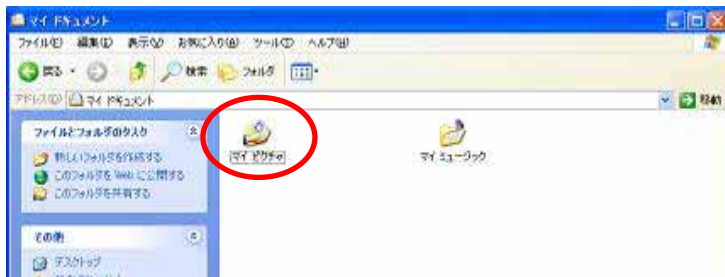 マイ ドキュメント
ファイル(F) 編集(E) 表示(V) お気に入り(A) ツール(T) ヘルプ(H)
戻る 検索 フォルダ
アドレス(D) マイ ドキュメント 移動
ファイルとフォルダのタスク
新しいフォルダを作成する
このフォルダを Web に公開する
このフォルダを共有する
マイ ピクチャ
マイ ミュージック
その他
デスクトップ